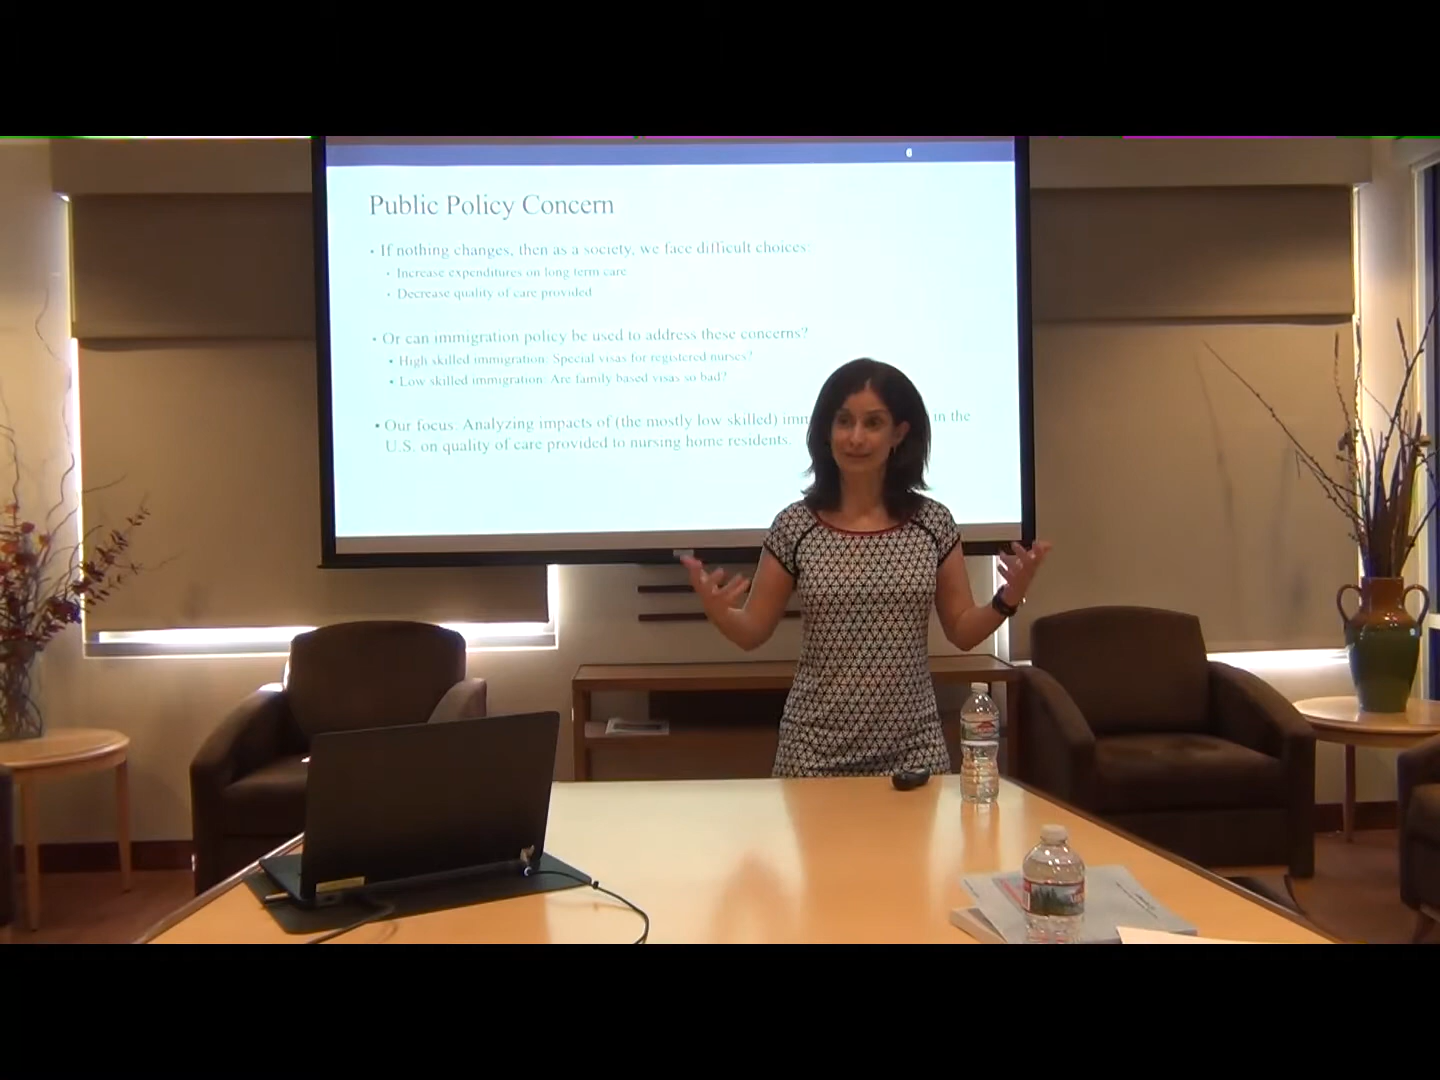 6
Public Policy Concern
• If nothing changes, then as a society, we face difficult choices:
• Increase expenditures on long term care
• Decrease quality of care provided
• Or can immigration policy be used to address these concerns?
• High skilled immigration: Special visas for registered nurses?
• Low skilled immigration: Are family based visas so bad?
• Our focus: Analyzing impacts of (the mostly low skilled) in the
U.S. on quality of care provided to nursing home residents.